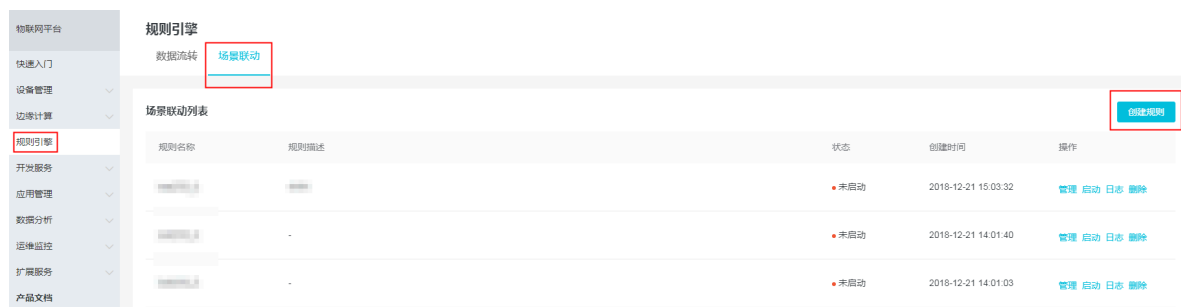 物联网平台
快速入门
设备管理
边缘计算
规则引擎
开发服务
应用管理
数据分析
运维监控
扩展服务
产品文档
规则引擎
数据流转 场景联动
场景联动列表 创建规则
规则名称 规则描述 状态 创建时间 操作
未启动 2018-12-21 15:03:32 管理 启动 日志 删除
- 未启动 2018-12-21 14:01:40 管理 启动 日志 删除
- 未启动 2018-12-21 14:01:03 管理 启动 日志 删除